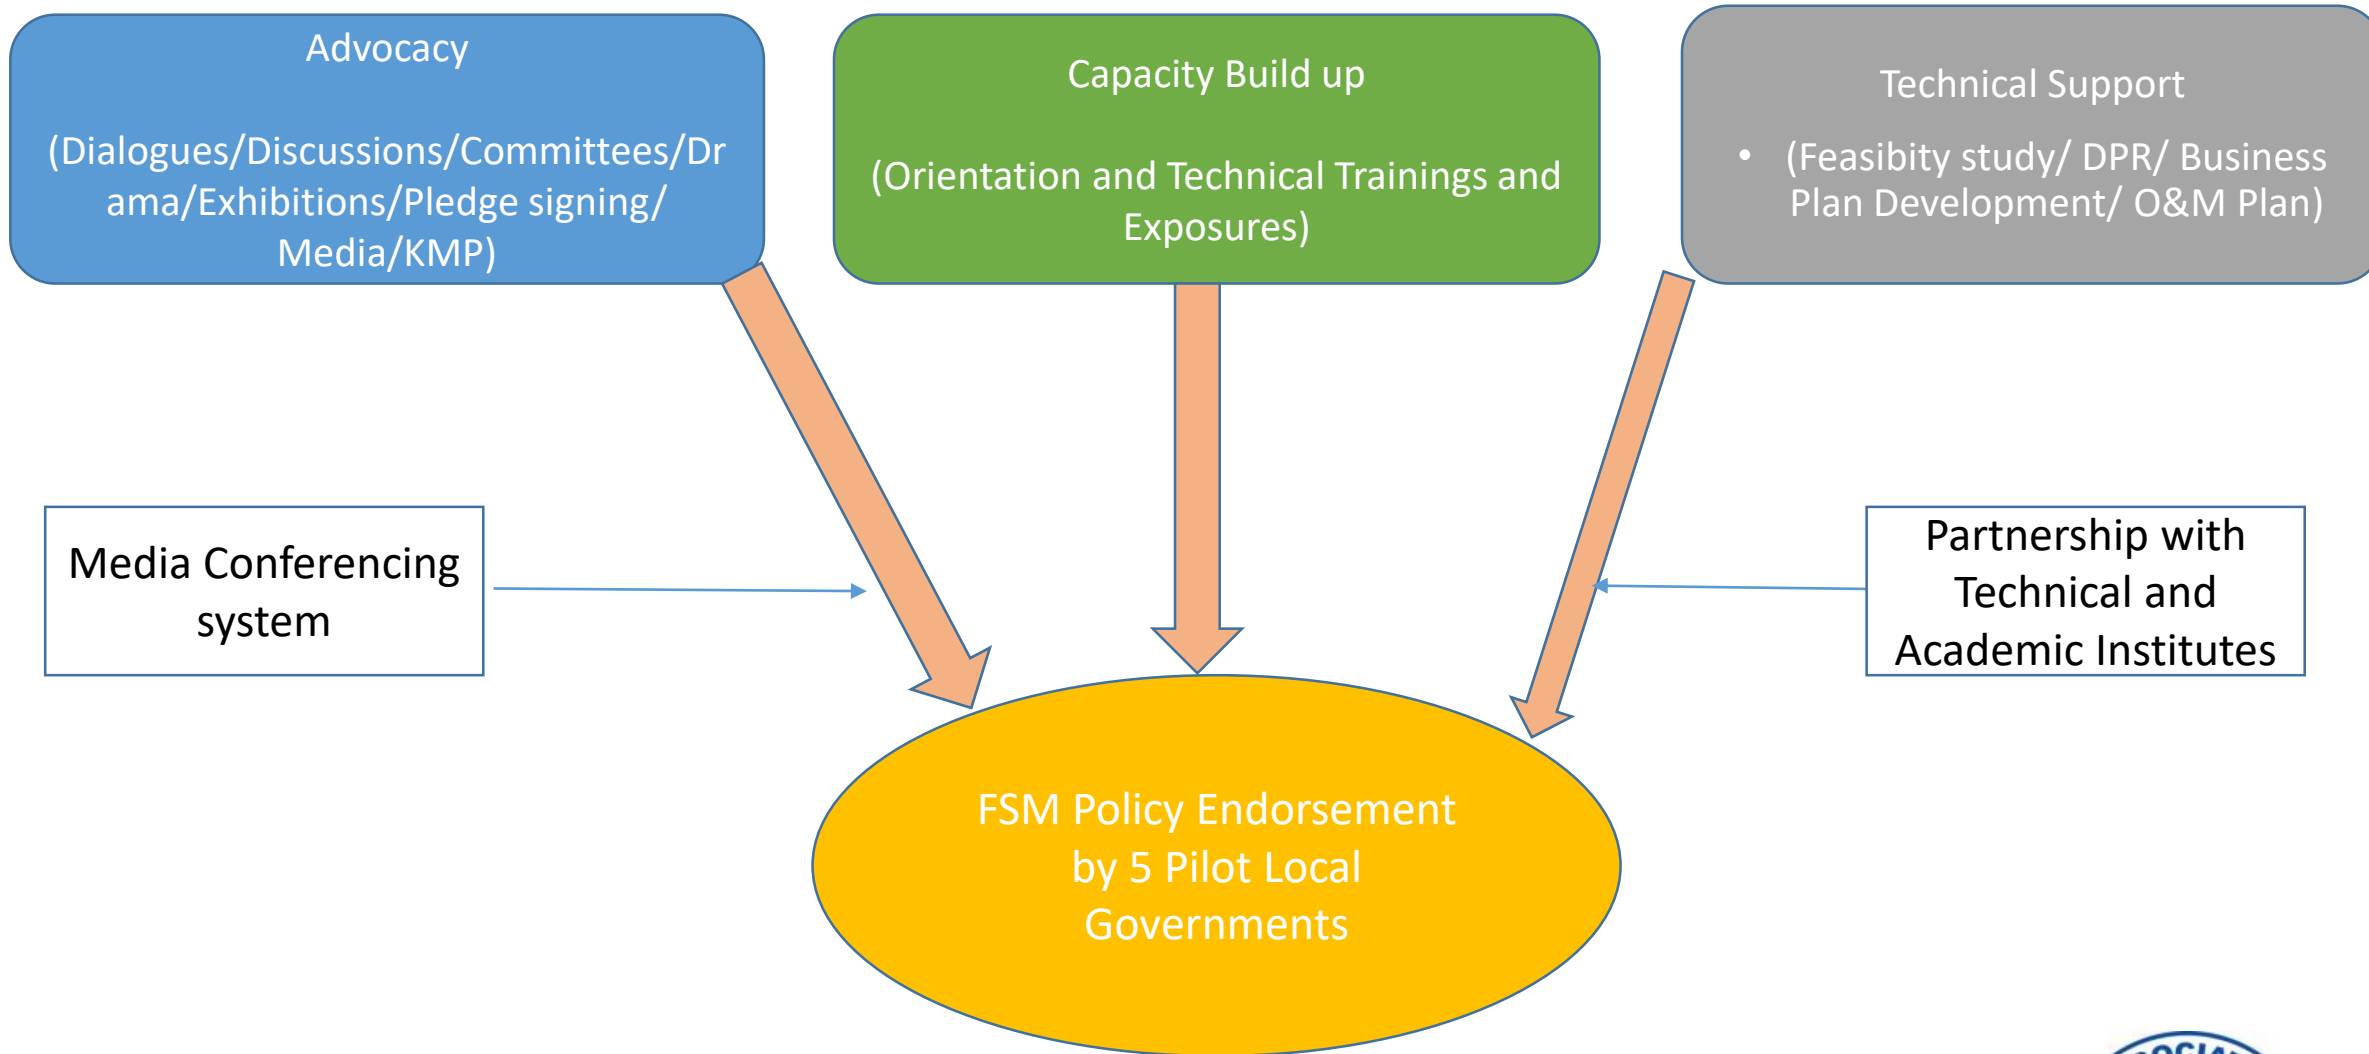 Advocacy
(Dialogues/Discussions/Committees/Dr
ama/Exhibitions/Pledge signing/
Media/KMP)
Capacity Build up
(Orientation and Technical Trainings and
Exposures)
Technical Support
• (Feasibity study/ DPR/ Business
Plan Development/ O&M Plan)
Media Conferencing
system
Partnership with
Technical and
Academic Institutes
FSM Policy Endorsement
by 5 Pilot Local
Governments